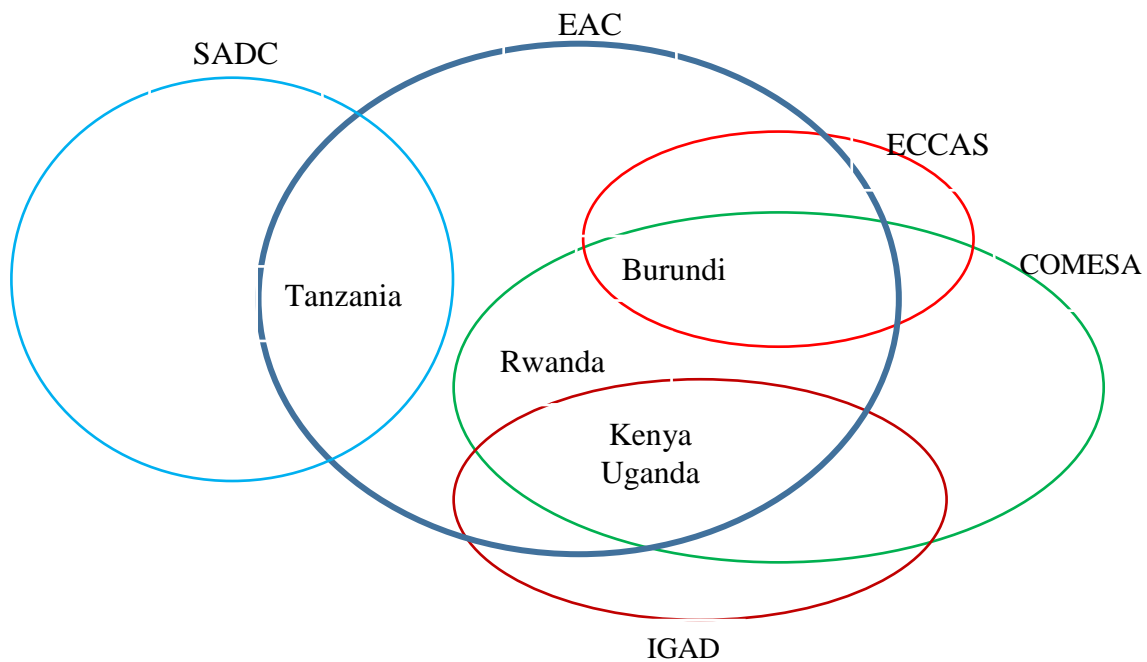 EAC
SADC
ECCAS
COMESA
Burundi
Tanzania
Rwanda
Kenya
Uganda
IGAD